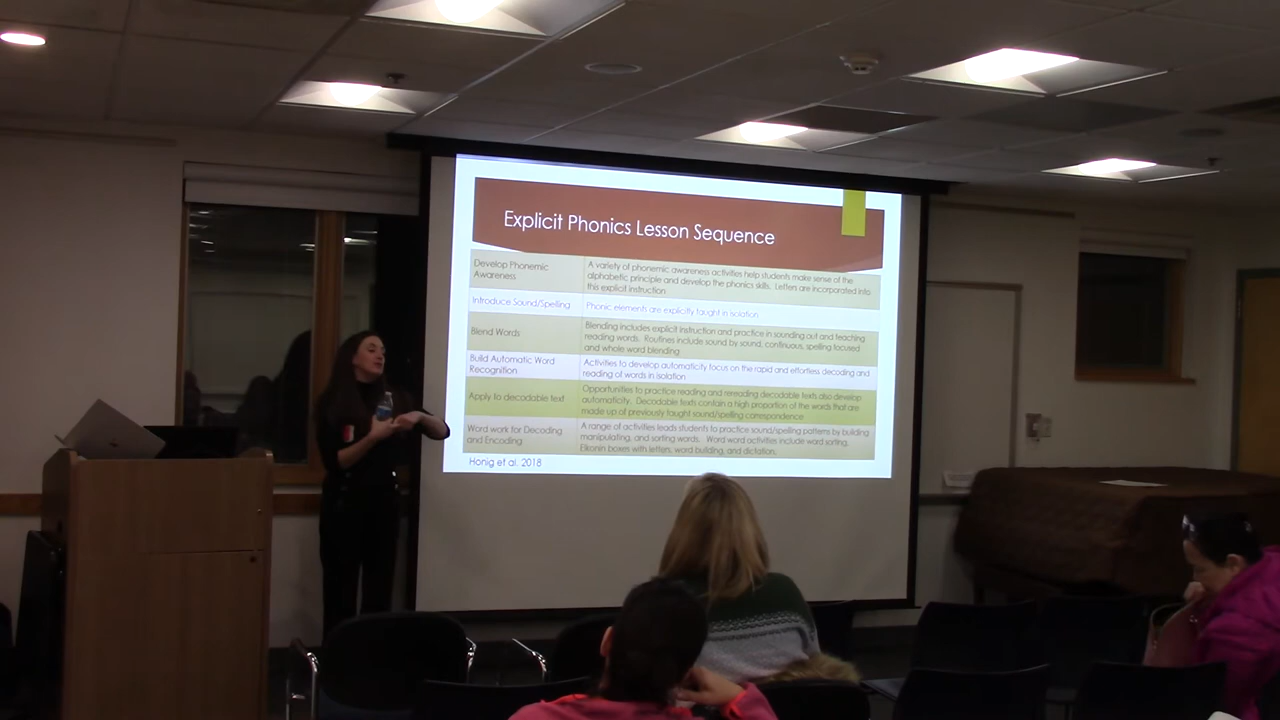 Explicit Phonics Lesson Sequence
Develop Phonemic
Awareness
A variety of phonemic awareness activities help students make sense of the
alphabetic principle and develop the phonics skills. Letters are incorporated into
this explicit instruction
Introduce Sound/Spelling
Phonic elements are explicitly taught in isolation
Blend Words
Blending includes explicit instruction and practice in sounding out and teaching
reading words. Routines include sound by sound, continuous, spelling focused
and whole word blending
Build Automatic Word
Recognition
Activities to develop automaticity focus on the rapid and effortless decoding and
reading of words in isolation
Apply to decodable text
Opportunities to practice reading and rereading decodable texts also develop
automaticity. Decodable texts contain a high proportion of the words that are
made up of previously taught sound/spelling correspondence
Word work for Decoding
and Encoding
A range of activities leads students to practice sound/spelling patterns by building
manipulating, and sorting words. Word word activities include word sorting,
Elkonin boxes with letters, word building, and dictation.
Honig et al. 2018